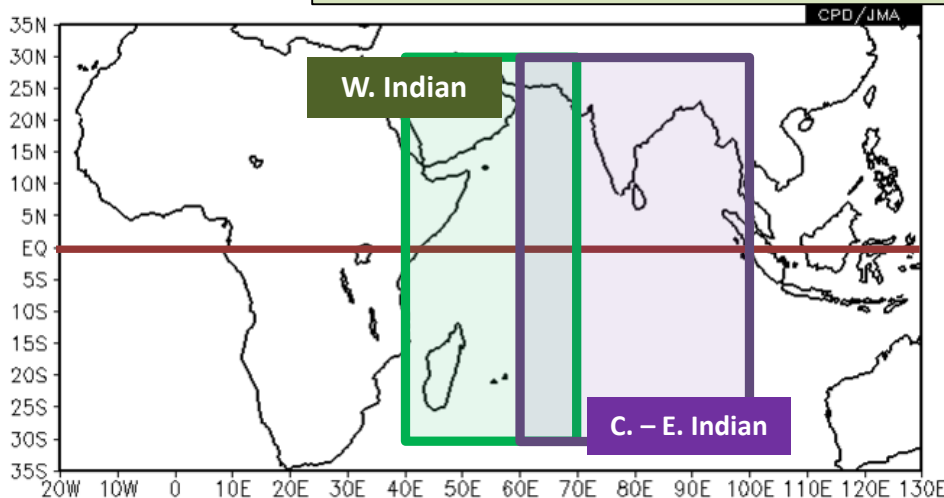 CPD/JMA
35N
30N
W. Indian
25N
20N
15N
10N
5N
EQ
5S
10S
15S
20S
25S
C. – E. Indian
30S
35S
20W 10W 0 10E 20E 30E 40E 50E 60E 70E 80E 90E 100E 110E 120E 130E